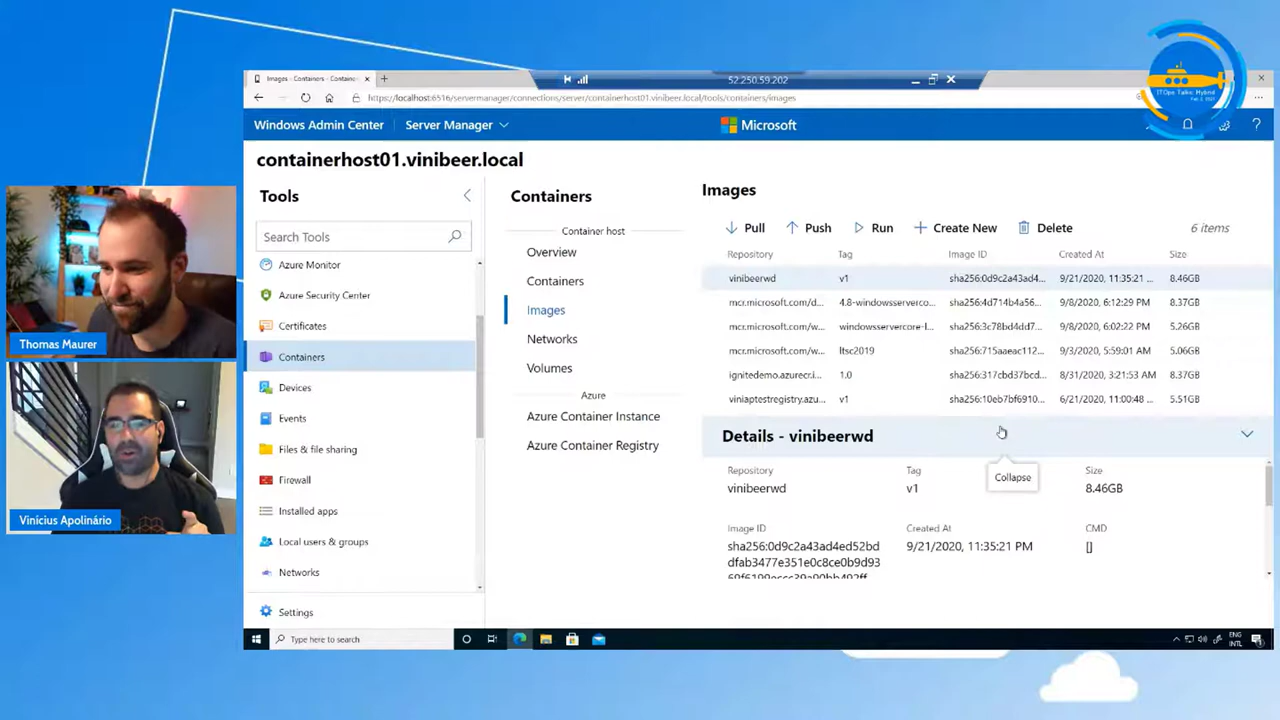 Images - Containers - Containe
52.250.59.202
https://localhost:6516/servermanager/connections/server/containerhost01.vinibeer.local/tools/containers/images
ITOps Talks: Hybrid
Feb 2, 2021
Windows Admin Center
Server Manager
Microsoft
containerhost01.vinibeer.local
Tools
Search Tools
Azure Monitor
Azure Security Center
Certificates
Containers
Devices
Events
Files & file sharing
Firewall
Installed apps
Local users & groups
Networks
Settings
Containers
Container host
Overview
Containers
Images
Networks
Volumes
Azure
Azure Container Instance
Azure Container Registry
Images
Pull Push Run Create New Delete 6 items
Repository Tag Image ID Created At Size
vinibeerwd v1 sha256:0d9c2a43ad4... 9/21/2020, 11:35:21 ... 8.46GB
mcr.microsoft.com/d... 4.8-windowsserverco... sha256:4d714b4a56... 9/8/2020, 6:12:29 PM 8.37GB
mcr.microsoft.com/w... windowsservercore-l... sha256:3c78bd4dd7... 9/8/2020, 6:02:22 PM 5.26GB
mcr.microsoft.com/w... ltsc2019 sha256:715aaeac112... 9/3/2020, 5:59:01 AM 5.06GB
ignitedemo.azurecr.i... 1.0 sha256:317cbd37bcd... 8/31/2020, 3:21:53 AM 8.37GB
viniaptestregistry.azu... v1 sha256:10eb7bf6910... 6/21/2020, 11:00:48 ... 5.51GB
Details - vinibeerwd
Collapse
Repository Tag Size
vinibeerwd v1 8.46GB
Image ID Created At CMD
sha256:0d9c2a43ad4ed52bd 9/21/2020, 11:35:21 PM []
dfab3477e351e0c8ce0b9d93
Thomas Maurer
Vinícius Apolinário
Type here to search
ENG
INTL